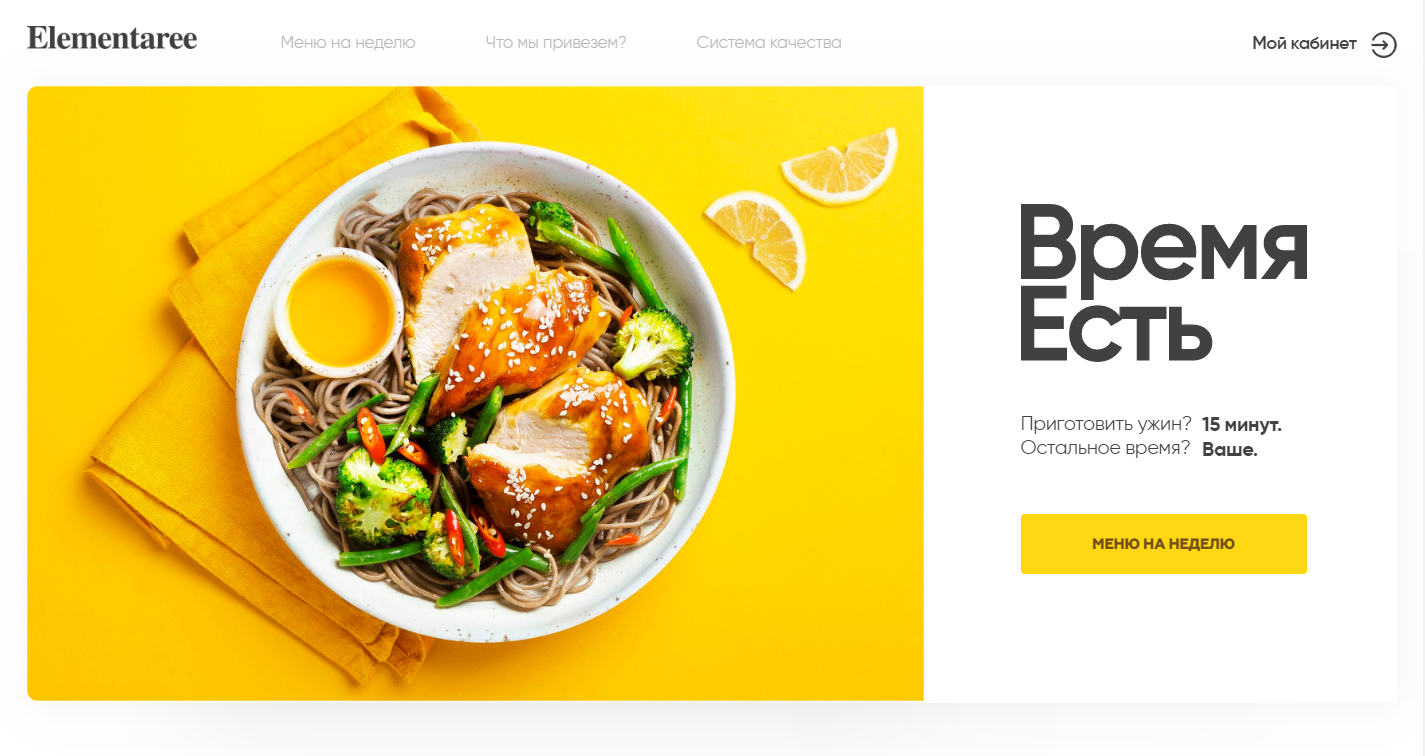 Elementaree
Меню на неделю
Что мы привезем?
Система качества
Мой кабинет
Время
Есть
Приготовить ужин? 15 минут.
Остальное время? Ваше.
МЕНЮ НА НЕДЕЛЮ